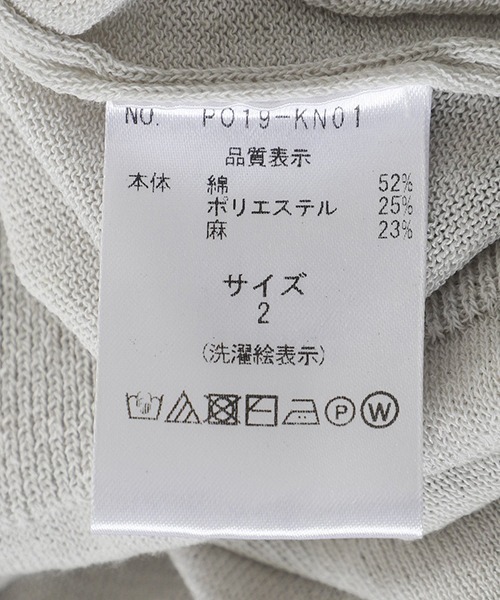 NO. PO19-KN01
品質表示
本体 綿 52%
ポリエステル 25%
麻 23%
サイズ
2
(洗濯絵表示)
P W